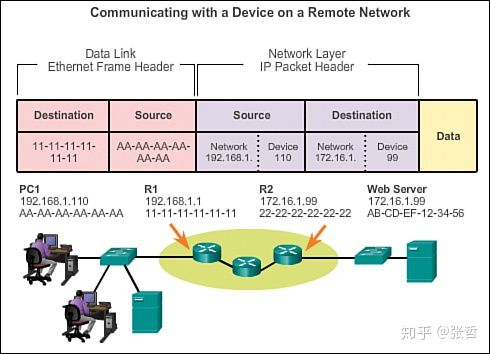 Communicating with a Device on a Remote Network
Data Link
Ethernet Frame Header
Network Layer
IP Packet Header
Destination
Source
Source
Destination
Data
11-11-11-11-
11-11
AA-AA-AA-AA-
AA-AA
Network
192.168.1.
Device
110
Network
172.16.1.
Device
99
PC1
192.168.1.110
AA-AA-AA-AA-AA-AA
R1
192.168.1.1
11-11-11-11-11-11
R2
172.16.1.99
22-22-22-22-22-22
Web Server
172.16.1.99
AB-CD-EF-12-34-56
知乎 @张哲